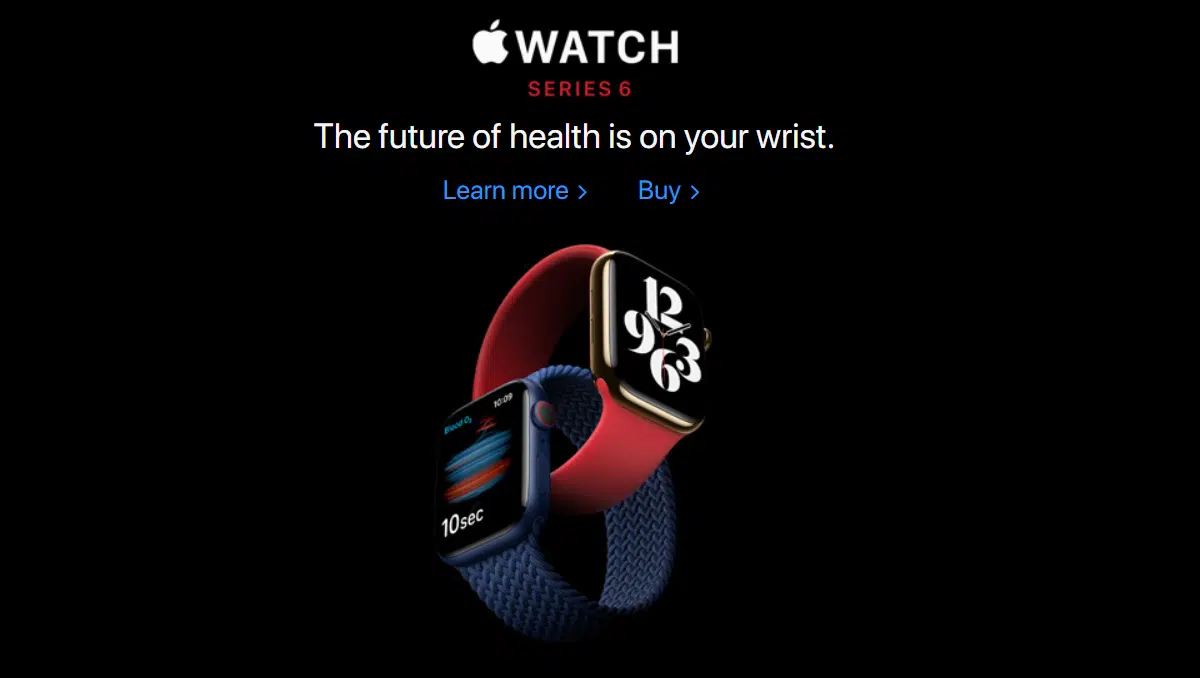 WATCH
SERIES 6
The future of health is on your wrist.
Learn more >
Buy >
12
9
3
6
10:09
Blood O₂
10sec